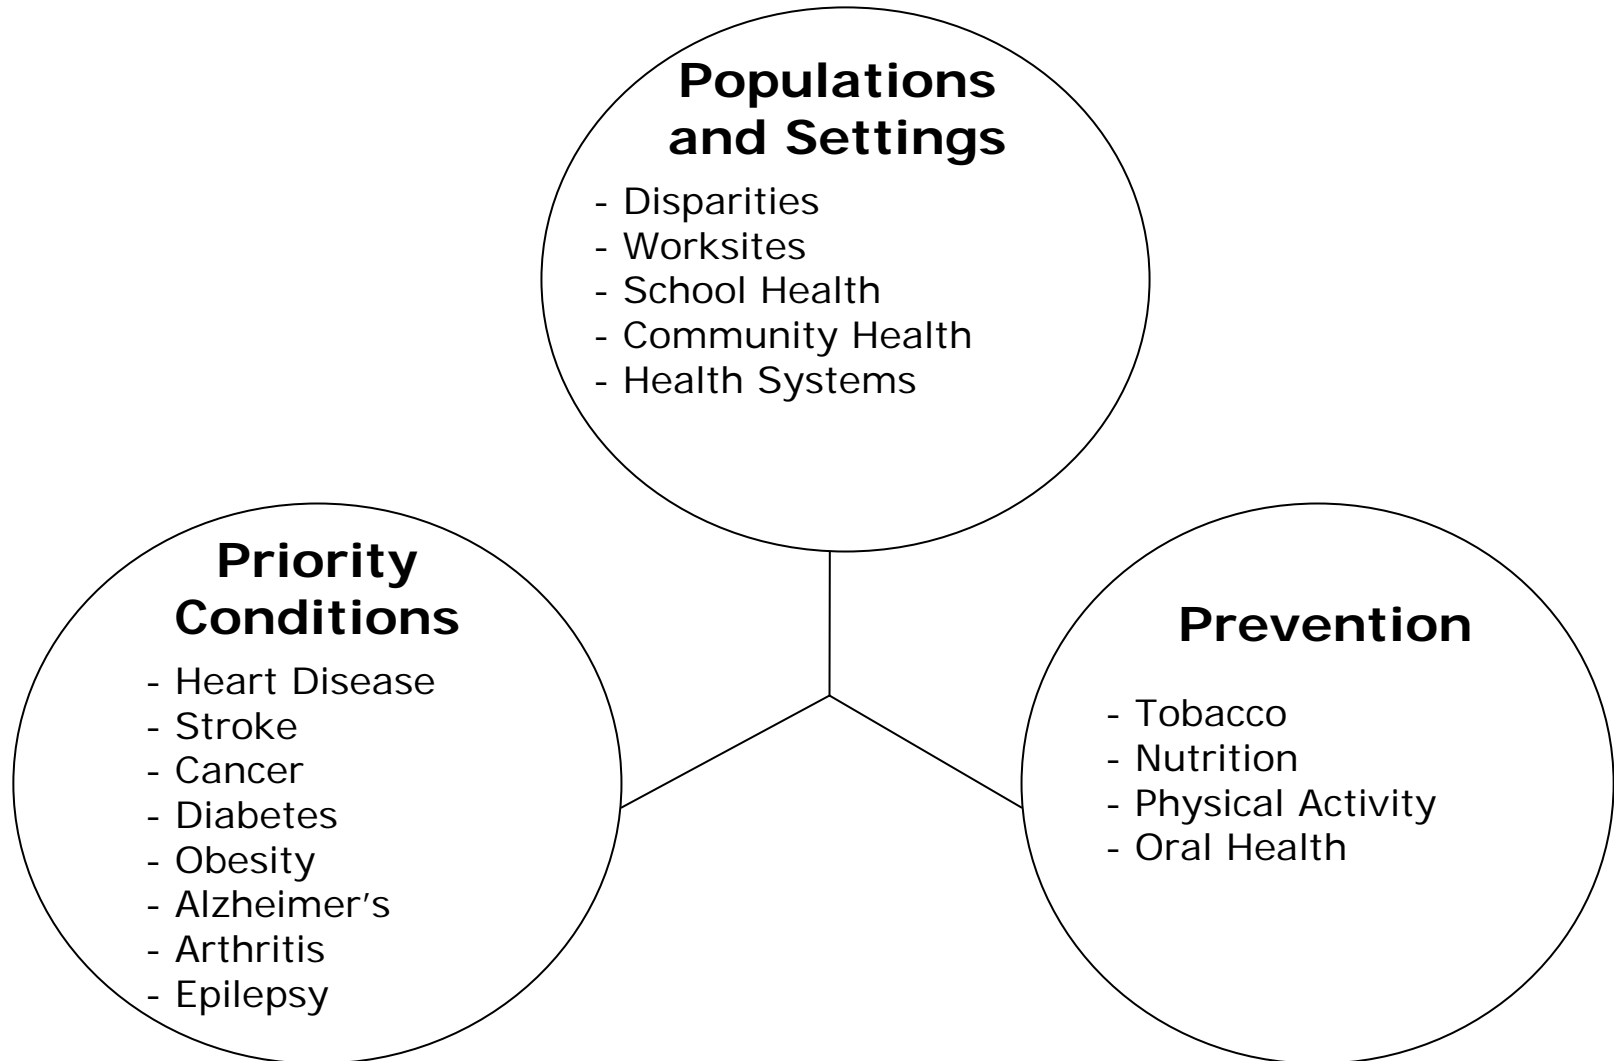 Populations
and Settings
- Disparities
- Worksites
- School Health
- Community Health
- Health Systems
Priority
Conditions
- Heart Disease
- Stroke
- Cancer
- Diabetes
- Obesity
- Alzheimer’s
- Arthritis
- Epilepsy
Prevention
- Tobacco
- Nutrition
- Physical Activity
- Oral Health